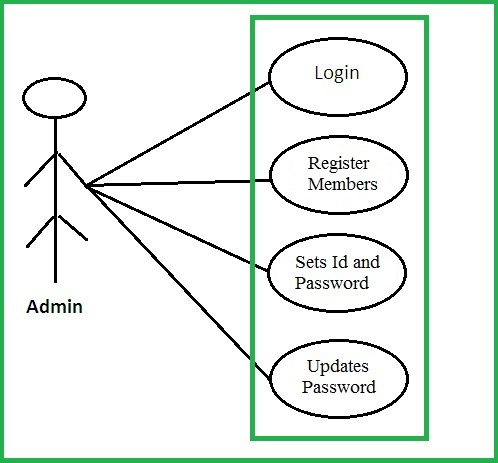 Login
Register
Members
Sets Id and
Password
Updates
Password
Admin